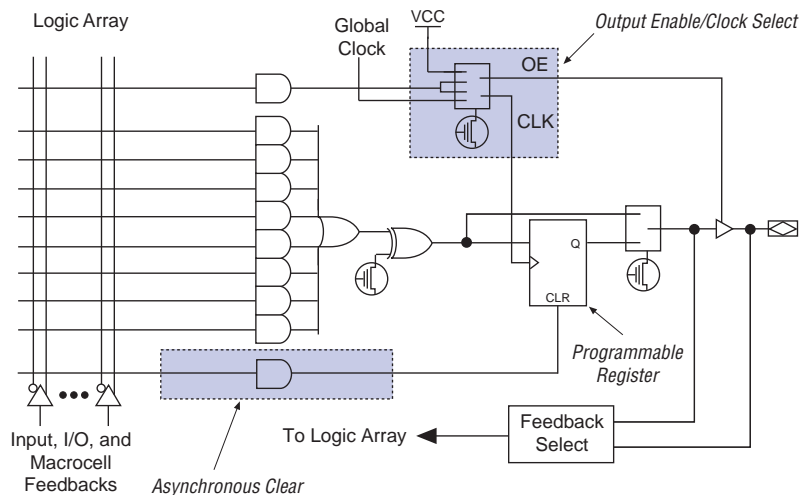 Logic Array
Global
Clock
VCC
Output Enable/Clock Select
OE
CLK
Q
CLR
Programmable
Register
Feedback
Select
To Logic Array
Input, I/O, and
Macrocell
Feedbacks
Asynchronous Clear